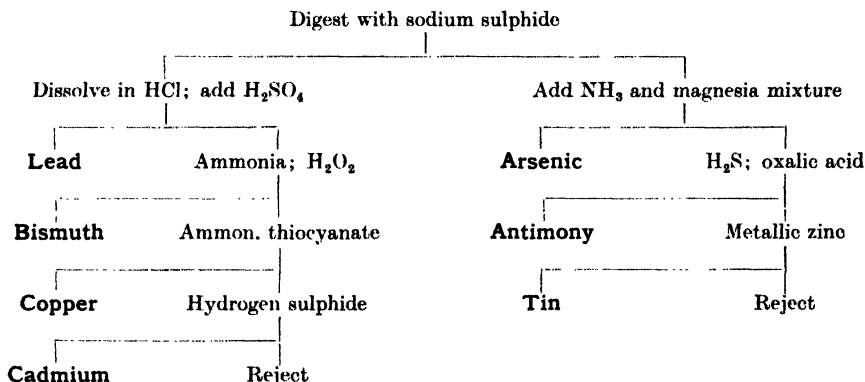 Digest with sodium sulphide
Dissolve in HCl; add H₂SO₄ Add NH₃ and magnesia mixture
Lead Ammonia; H₂O₂ Arsenic H₂S; oxalic acid
Bismuth Ammon. thiocyanate Antimony Metallic zinc
Copper Hydrogen sulphide Tin Reject
Cadmium Reject